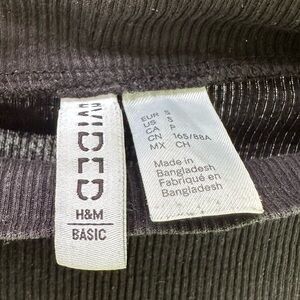 DIVIDED
H&M
BASIC
EUR S
US S
CA P
CN 165/88A
MX CH
Made in
Bangladesh
Fabriqué en
Bangladesh